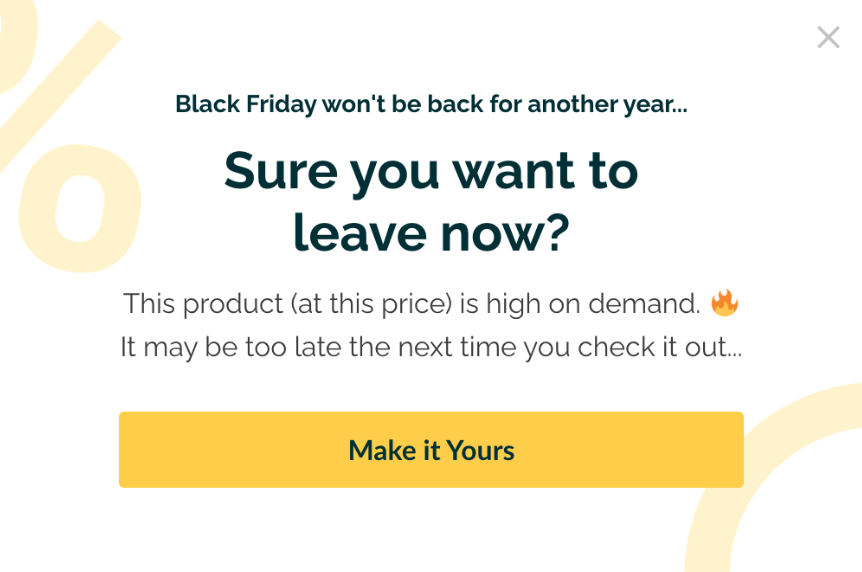 Black Friday won't be back for another year...
Sure you want to
leave now?
This product (at this price) is high on demand. 🔥
It may be too late the next time you check it out...
Make it Yours